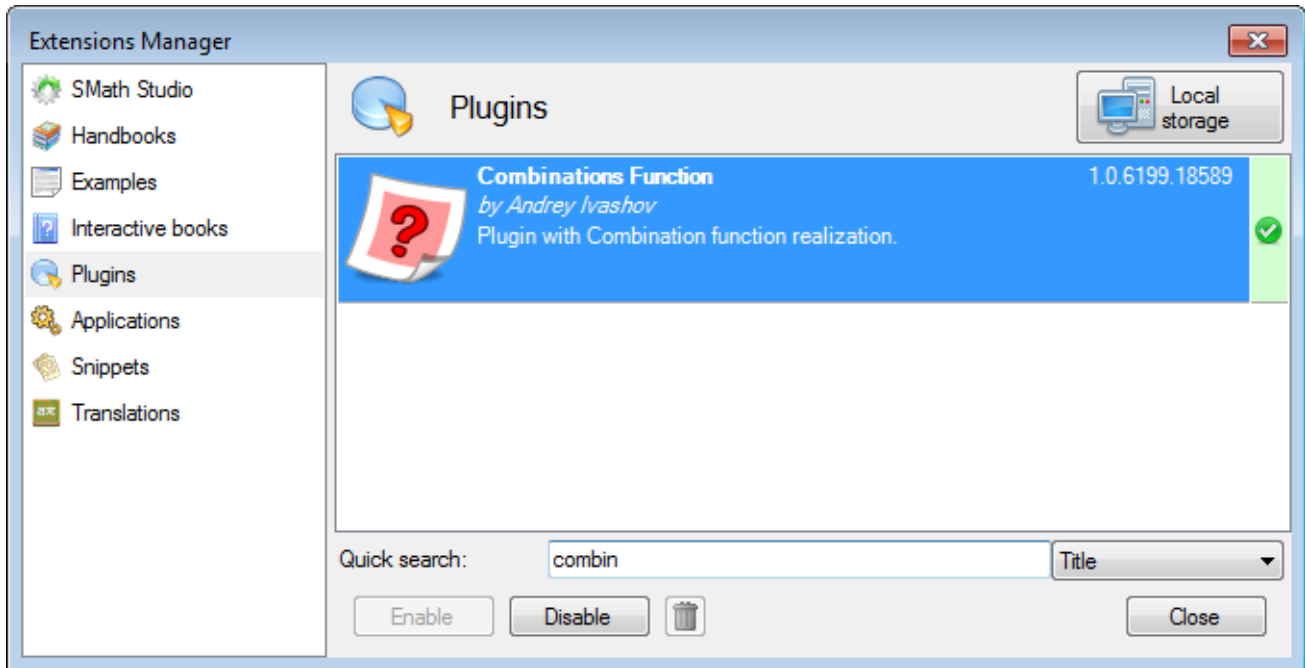 Extensions Manager
SMath Studio
Handbooks
Examples
Interactive books
Plugins
Applications
Snippets
Translations
Plugins
Local
storage
Combinations Function
1.0.6199.18589
by Andrey Ivashov
Plugin with Combination function realization.
Quick search:
combin
Title
Enable
Disable
Close